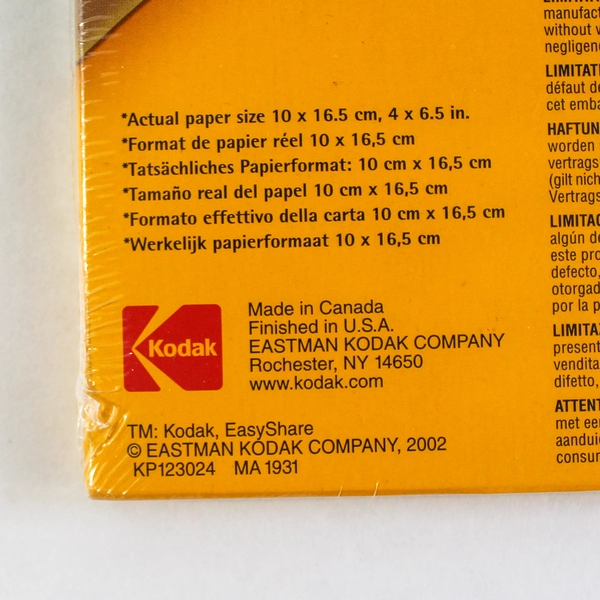 *Actual paper size 10 x 16.5 cm, 4 x 6.5 in.
*Format de papier réel 10 x 16,5 cm
*Tatsächliches Papierformat: 10 cm x 16,5 cm
*Tamaño real del papel 10 cm x 16,5 cm
*Formato effettivo della carta 10 cm x 16,5 cm
*Werkelijk papierformaat 10 x 16,5 cm
Kodak
Made in Canada
Finished in U.S.A.
EASTMAN KODAK COMPANY
Rochester, NY 14650
www.kodak.com
TM: Kodak, EasyShare
© EASTMAN KODAK COMPANY, 2002
KP123024 MA1931
manufact
without v
negligen
LIMITATI
défaut de
cet emba
HAFTUN
worden
vertrags
(gilt nich
Vertrags
LIMITAC
algún de
este pro
defecto,
otorgad
por la p
LIMITAZ
present
vendita
difetto,
ATTENT
met ee
aandui
consu